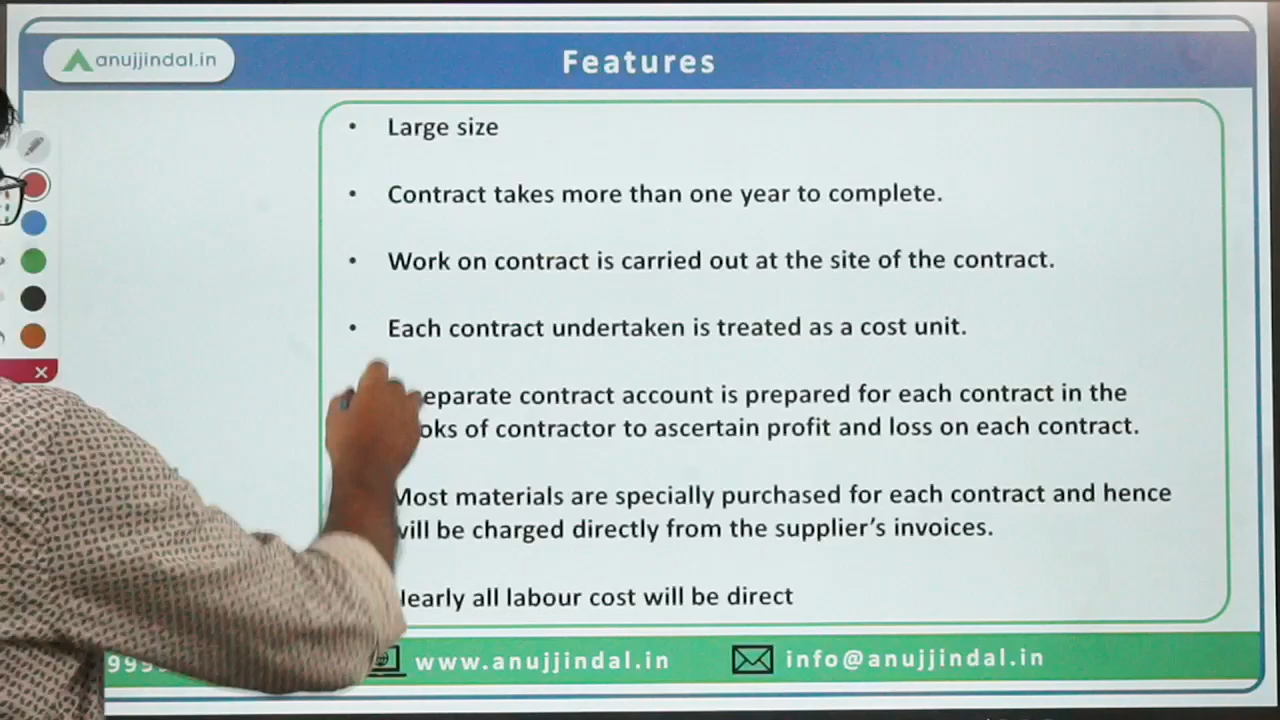 anujjindal.in
Features
• Large size
• Contract takes more than one year to complete.
• Work on contract is carried out at the site of the contract.
• Each contract undertaken is treated as a cost unit.
contract account is prepared for each contract in the
of contractor to ascertain profit and loss on each contract.
Most materials are specially purchased for each contract and hence
will be charged directly from the supplier's invoices.
all labour cost will be direct
www.anujjindal.in
info@anujjindal.in